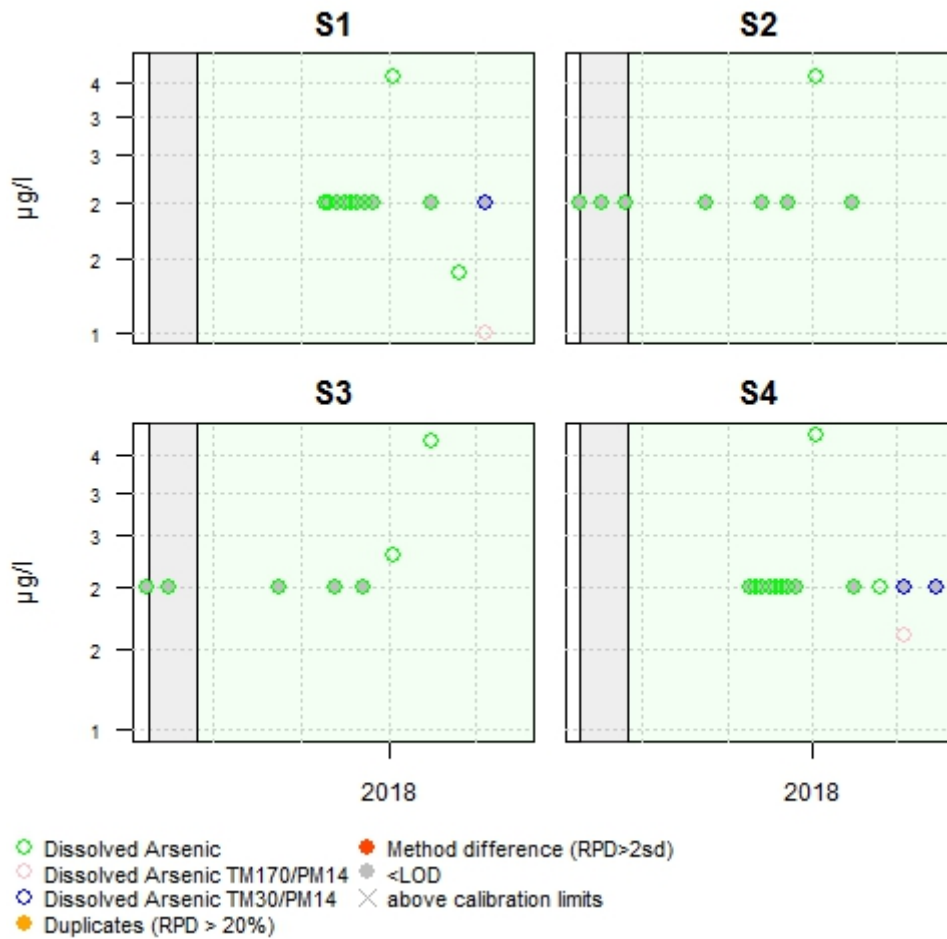 S1 S2
4
3
3
2
2
1
µg/l
S3 S4
4
3
3
2
2
1
µg/l
2018 2018
Dissolved Arsenic Method difference (RPD>2sd)
Dissolved Arsenic TM170/PM14 <LOD
Dissolved Arsenic TM30/PM14 above calibration limits
Duplicates (RPD > 20%)